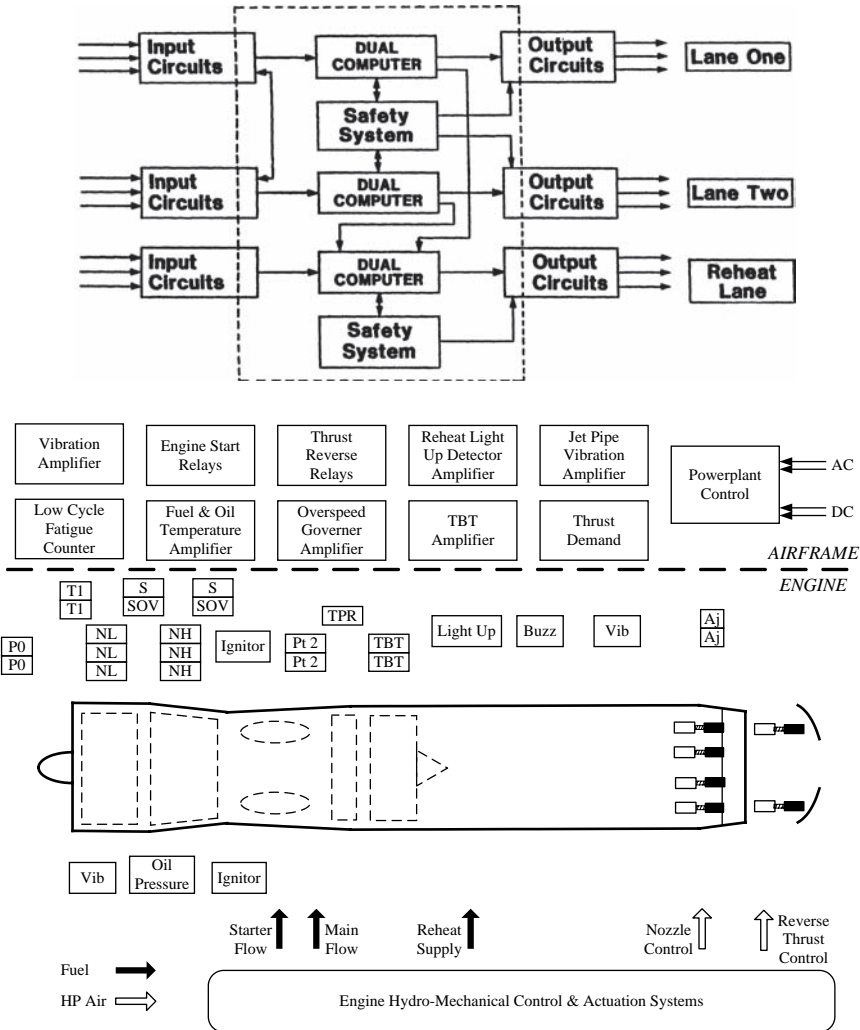 Input
Circuits
DUAL
COMPUTER
Output
Circuits
Lane One
Safety
System
Input
Circuits
DUAL
COMPUTER
Output
Circuits
Lane Two
Input
Circuits
DUAL
COMPUTER
Output
Circuits
Reheat
Lane
Safety
System
Vibration
Amplifier
Engine Start
Relays
Thrust
Reverse
Relays
Reheat Light
Up Detector
Amplifier
Jet Pipe
Vibration
Amplifier
Powerplant
Control
AC
DC
Low Cycle
Fatigue
Counter
Fuel & Oil
Temperature
Amplifier
Overspeed
Governer
Amplifier
TBT
Amplifier
Thrust
Demand
AIRFRAME
ENGINE
T1
T1
S
SOV
S
SOV
P0
P0
NL
NL
NL
NH
NH
NH
Ignitor
Pt 2
Pt 2
TPR
TBT
TBT
Light Up
Buzz
Vib
Aj
Aj
Vib
Oil
Pressure
Ignitor
Starter
Flow
Main
Flow
Reheat
Supply
Nozzle
Control
Reverse
Thrust
Control
Fuel
HP Air
Engine Hydro-Mechanical Control & Actuation Systems